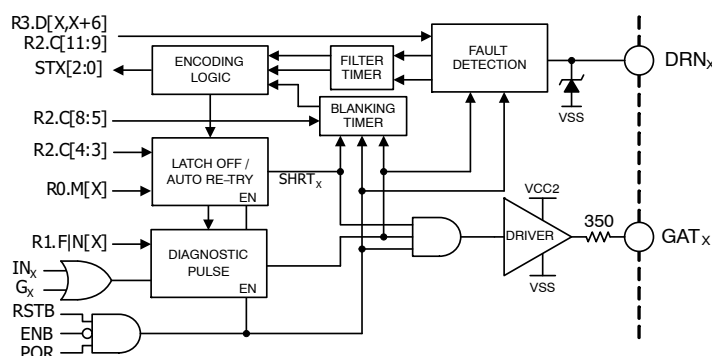 R3.D[X,X+6]
R2.C[11:9]
STX[2:0]
ENCODING
LOGIC
FILTER
TIMER
FAULT
DETECTION
DRNX
VSS
R2.C[8:5]
BLANKING
TIMER
R2.C[4:3]
LATCH OFF /
AUTO RE-TRY
EN
SHRTX
R0.M[X]
VCC2
350
GATX
DRIVER
VSS
R1.F|N[X]
DIAGNOSTIC
PULSE
EN
INX
GX
RSTB
ENB
POR